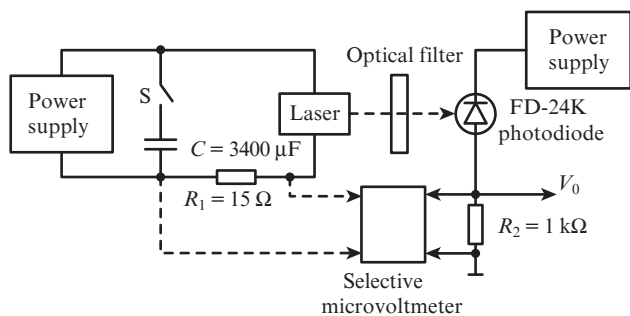 Power
supply
S
C = 3400 μF
R₁ = 15 Ω
Laser
Optical filter
Power
supply
FD-24K
photodiode
V₀
R₂ = 1 kΩ
Selective
microvoltmeter